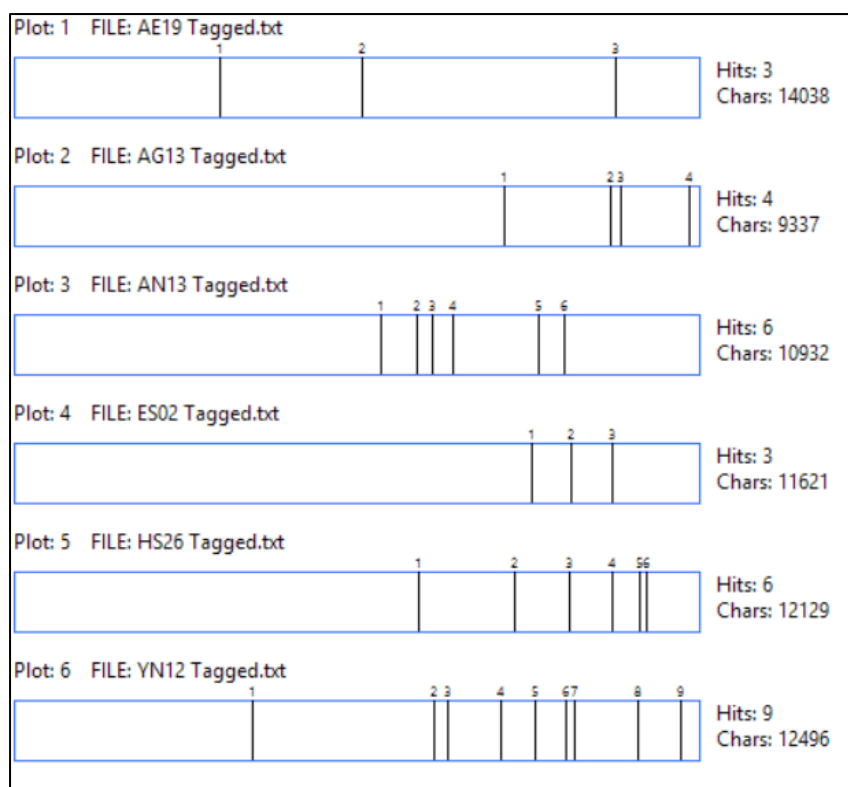 Plot: 1 FILE: AE19 Tagged.txt
1 2 3
Hits: 3
Chars: 14038
Plot: 2 FILE: AG13 Tagged.txt
1 2 3 4
Hits: 4
Chars: 9337
Plot: 3 FILE: AN13 Tagged.txt
1 2 3 4 5 6
Hits: 6
Chars: 10932
Plot: 4 FILE: ES02 Tagged.txt
1 2 3
Hits: 3
Chars: 11621
Plot: 5 FILE: HS26 Tagged.txt
1 2 3 4 5 6
Hits: 6
Chars: 12129
Plot: 6 FILE: YN12 Tagged.txt
1 2 3 4 5 6 7 8 9
Hits: 9
Chars: 12496